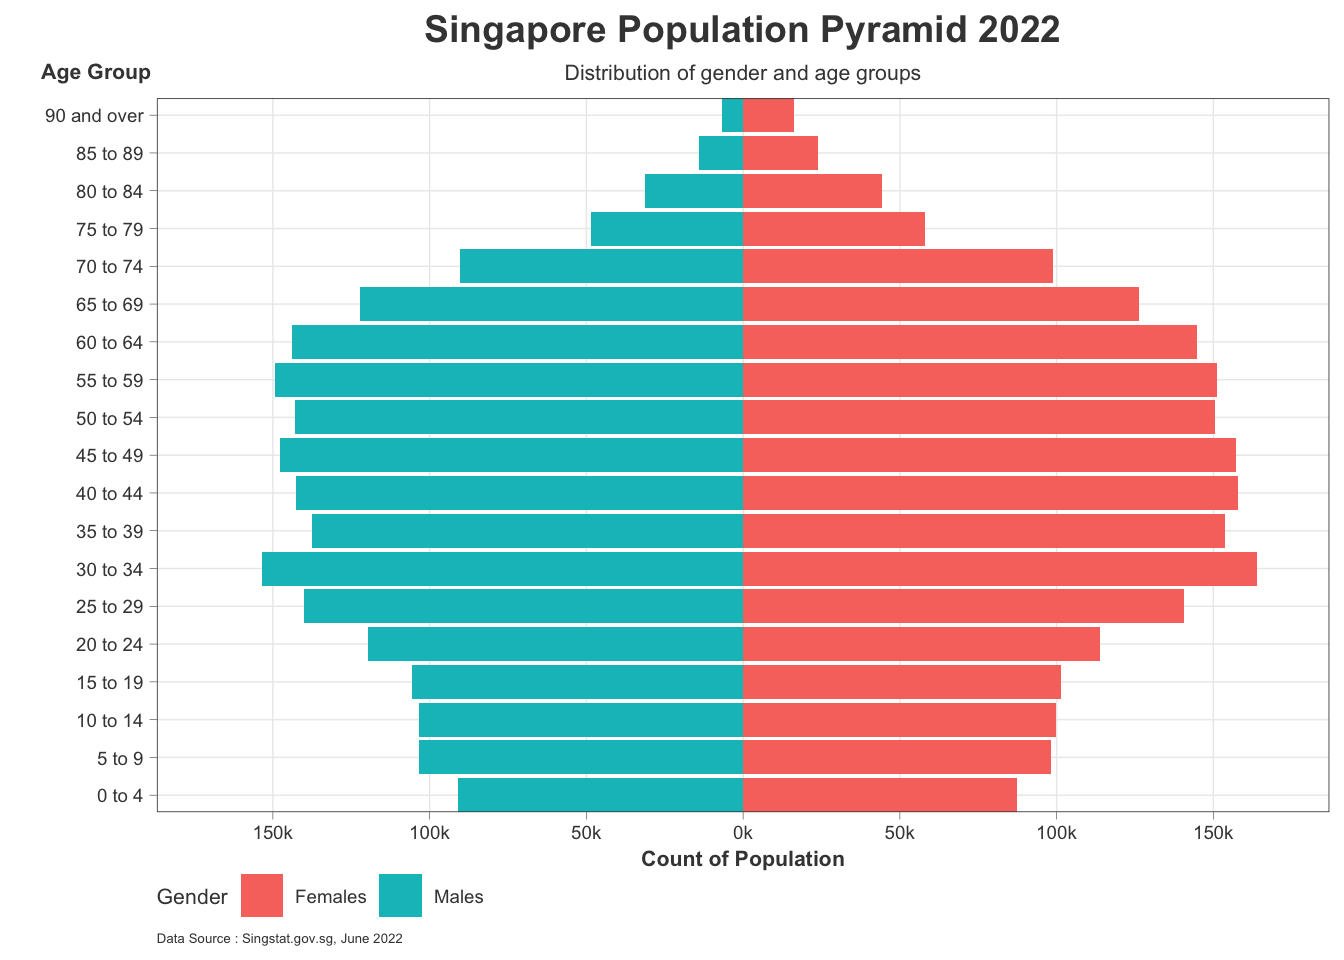 Singapore Population Pyramid 2022
Age Group
Distribution of gender and age groups
90 and over
85 to 89
80 to 84
75 to 79
70 to 74
65 to 69
60 to 64
55 to 59
50 to 54
45 to 49
40 to 44
35 to 39
30 to 34
25 to 29
20 to 24
15 to 19
10 to 14
5 to 9
0 to 4
150k 100k 50k 0k 50k 100k 150k
Count of Population
Gender Females Males
Data Source : Singstat.gov.sg, June 2022